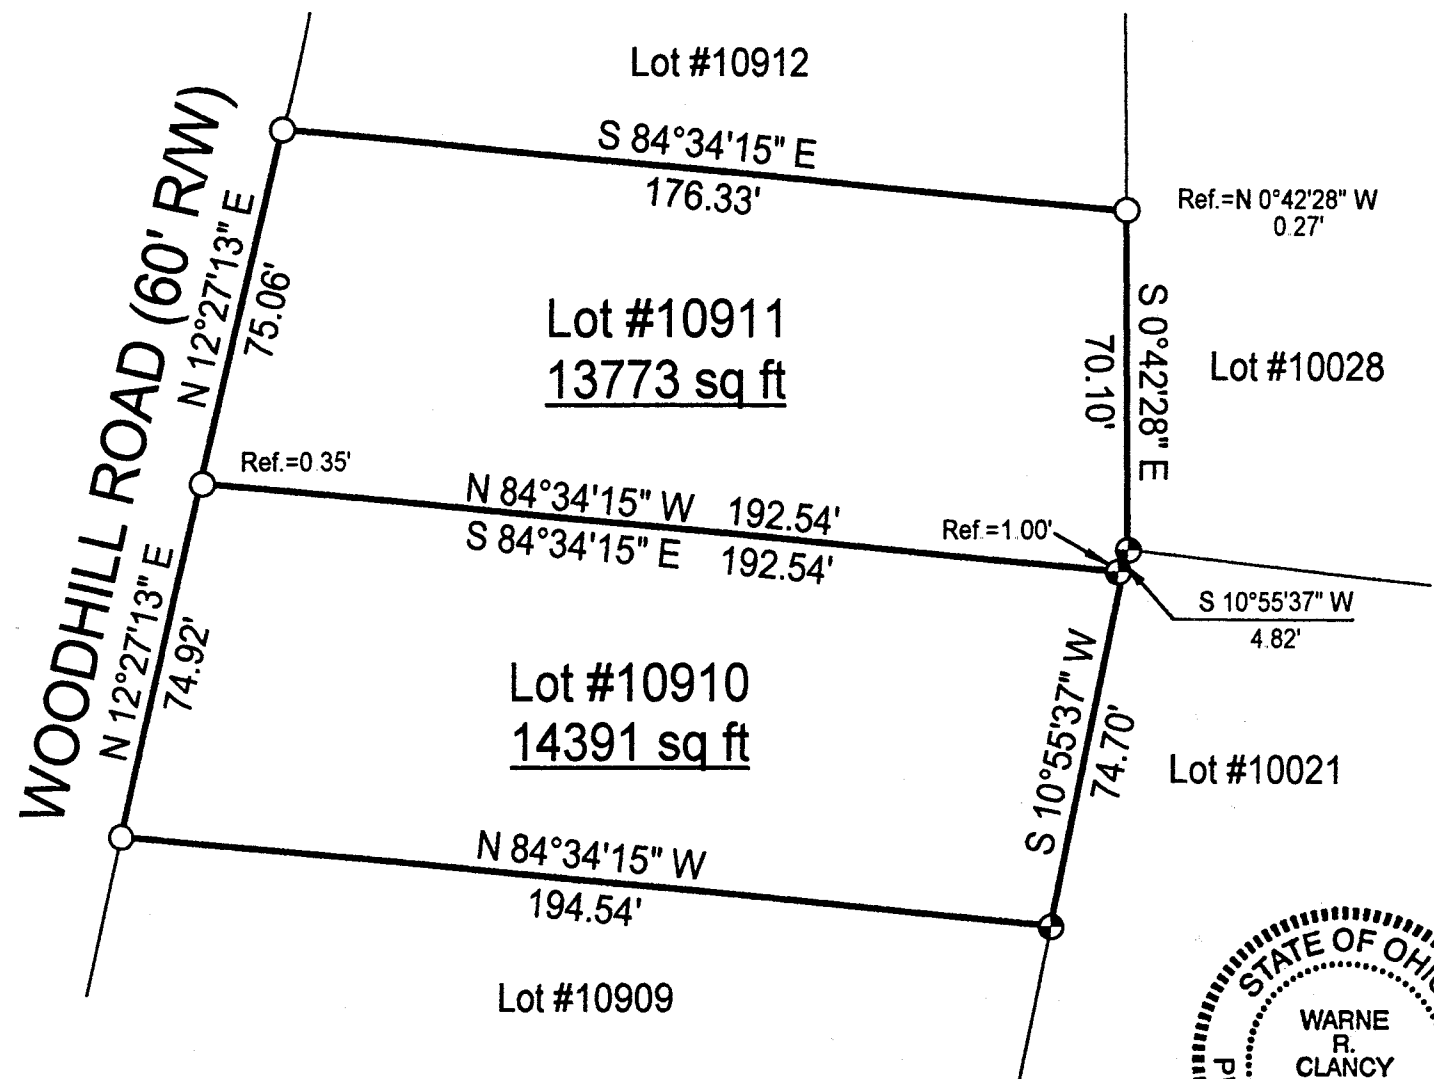 Lot #10912
S 84°34'15" E
176.33'
Ref.=N 0°42'28" W
0.27'
WOODHILL ROAD (60' R/W)
N 12°27'13" E
75.06'
Lot #10911
13773 sq ft
S 0°42'28" E
70.10'
Lot #10028
Ref.=0.35'
N 84°34'15" W 192.54'
S 84°34'15" E 192.54'
Ref.=1.00'
S 10°55'37" W
4.82'
N 12°27'13" E
74.92'
Lot #10910
14391 sq ft
S 10°55'37" W
74.70'
Lot #10021
N 84°34'15" W
194.54'
Lot #10909
STATE OF OHIO
WARNE
R.
CLANCY